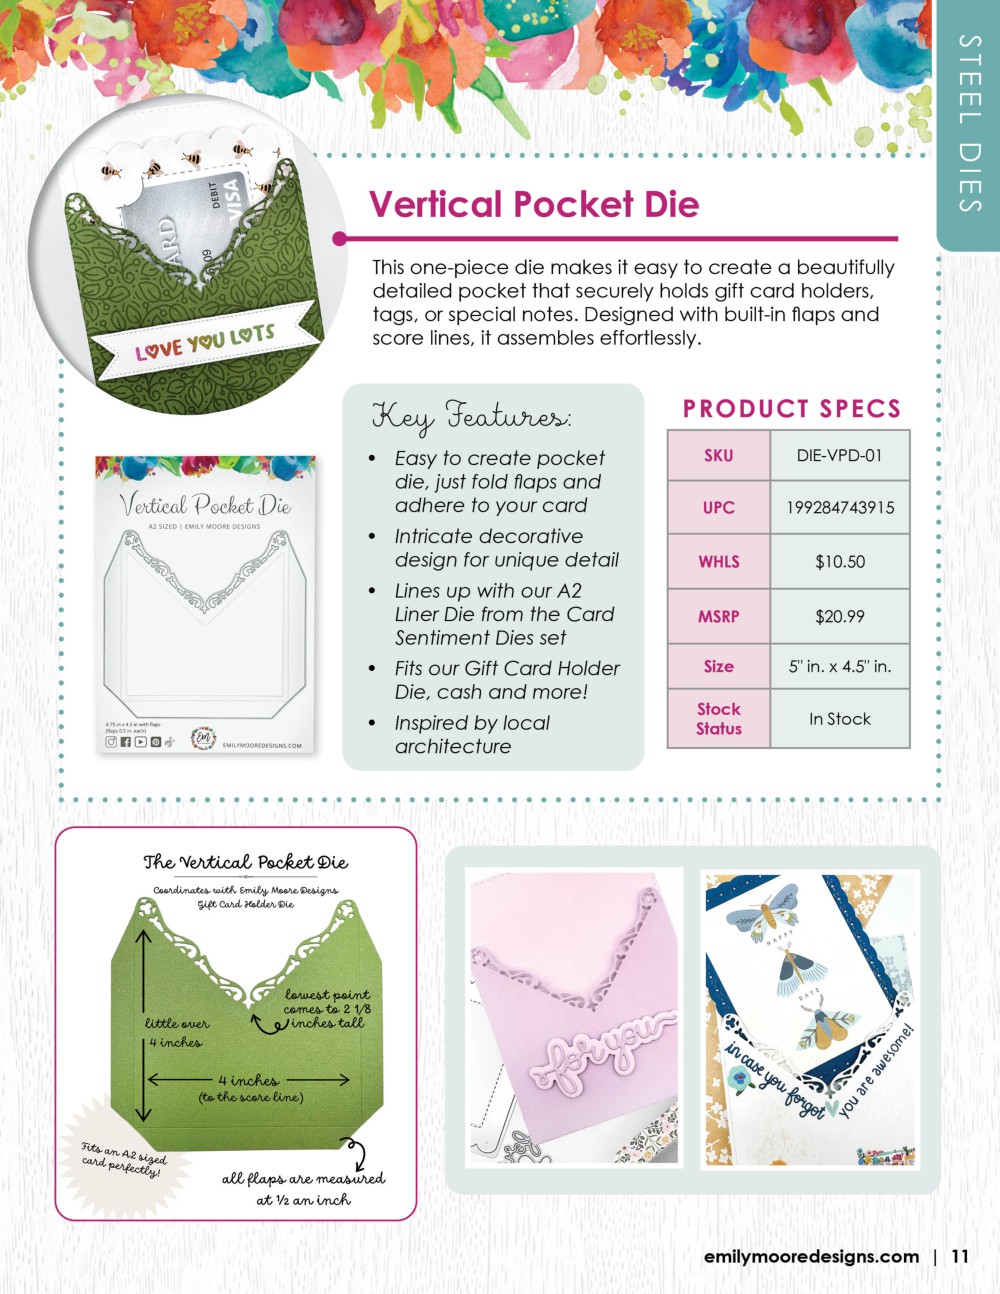 STEEL DIES
DEBIT
VISA
LOVE YOU LOTS
Vertical Pocket Die
This one-piece die makes it easy to create a beautifully
detailed pocket that securely holds gift card holders,
tags, or special notes. Designed with built-in flaps and
score lines, it assembles effortlessly.
Vertical Pocket Die
A2 SIZED | EMILY MOORE DESIGNS
4.75 in x 4.5 in with flaps
(flaps 0.5 in. each)
EM
EMILYMOOREDESIGNS.COM
Key Features:
• Easy to create pocket
die, just fold flaps and
adhere to your card
• Intricate decorative
design for unique detail
• Lines up with our A2
Liner Die from the Card
Sentiment Dies set
• Fits our Gift Card Holder
Die, cash and more!
• Inspired by local
architecture
PRODUCT SPECS
SKU DIE-VPD-01
UPC 199284743915
WHLS $10.50
MSRP $20.99
Size 5" in. x 4.5" in.
Stock
Status In Stock
The Vertical Pocket Die
Coordinates with Emily Moore Designs
Gift Card Holder Die
lowest point
comes to 2 1/8
inches tall
little over
4 inches
4 inches
(to the score line)
Fits an A2 sized
card perfectly!
all flaps are measured
at ½ an inch
for you
HAPPY
DAYS
in case you forgot
you are awesome!
emilymooredesigns.com | 11